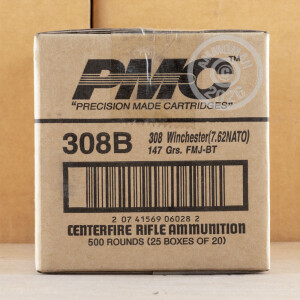 PMC™
"PRECISION MADE CARTRIDGES"
308B
308 Winchester(7.62NATO)
147 Grs. FMJ-BT
2 07 41569 06028 2
CENTERFIRE RIFLE AMMUNITION
500 ROUNDS (25 BOXES OF 20)